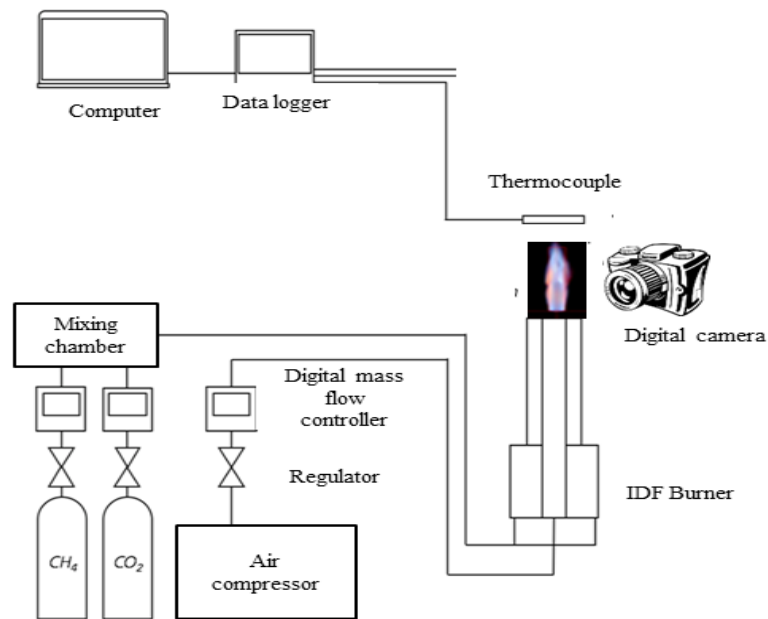 Computer
Data logger
Thermocouple
Digital camera
Mixing
chamber
Digital mass
flow
controller
Regulator
IDF Burner
CH₄
CO₂
Air
compressor